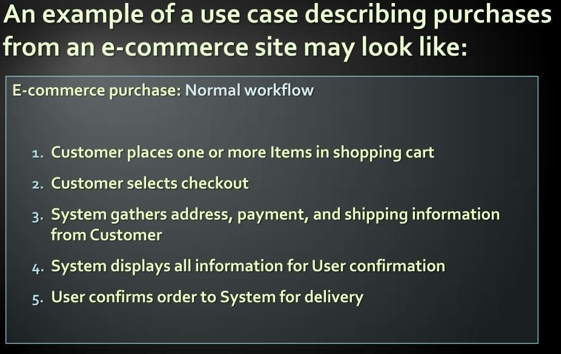 An example of a use case describing purchases
from an e-commerce site may look like:
E-commerce purchase: Normal workflow
1. Customer places one or more Items in shopping cart
2. Customer selects checkout
3. System gathers address, payment, and shipping information
from Customer
4. System displays all information for User confirmation
5. User confirms order to System for delivery